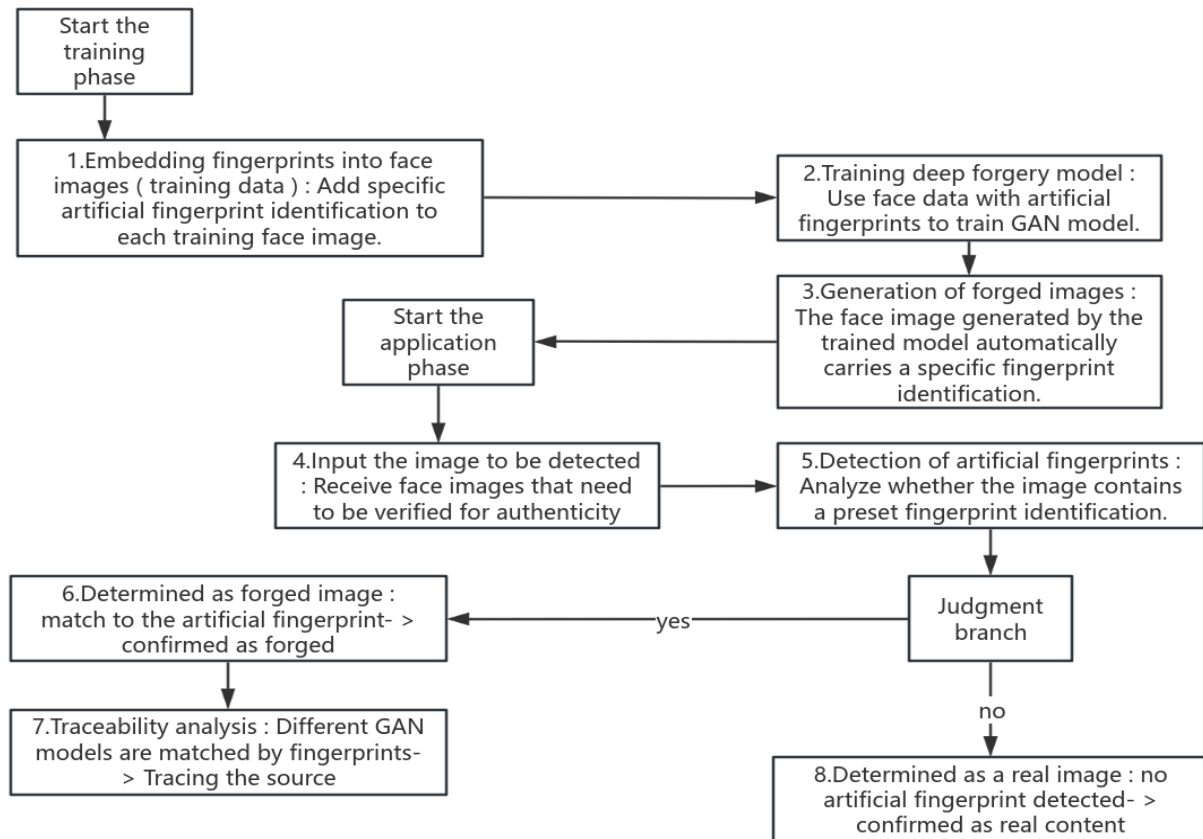 Start the
training
phase
1.Embedding fingerprints into face
images ( training data ) : Add specific
artificial fingerprint identification to
each training face image.
2.Training deep forgery model :
Use face data with artificial
fingerprints to train GAN model.
3.Generation of forged images :
The face image generated by the
trained model automatically
carries a specific fingerprint
identification.
Start the
application
phase
4.Input the image to be detected
: Receive face images that need
to be verified for authenticity
5.Detection of artificial fingerprints :
Analyze whether the image contains
a preset fingerprint identification.
Judgment
branch
yes
6.Determined as forged image :
match to the artificial fingerprint- >
confirmed as forged
7.Traceability analysis : Different GAN
models are matched by fingerprints-
> Tracing the source
no
8.Determined as a real image : no
artificial fingerprint detected- >
confirmed as real content